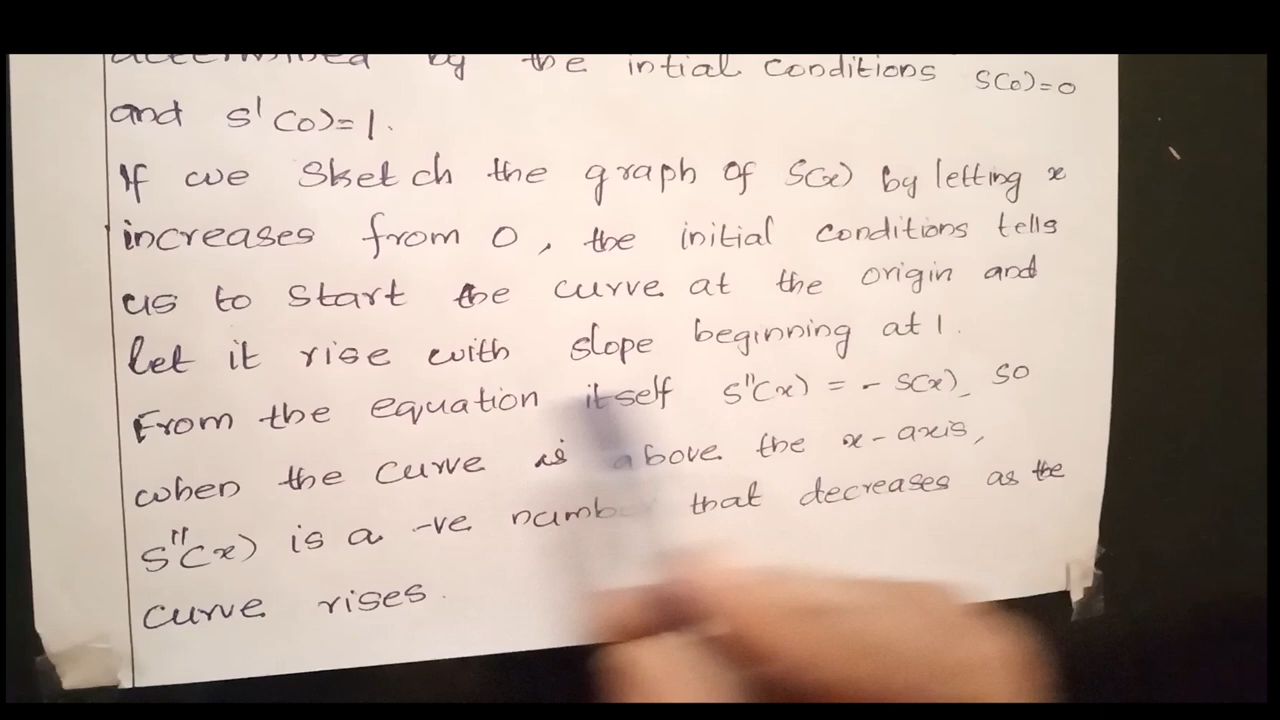 determined by the intial conditions S(0)=0
and S'(0)=1.
If we Sketch the graph of S(x) by letting x
increases from 0, the initial conditions tells
us to start the curve at the origin and
let it rise with slope beginning at 1.
From the equation itself S"(x) = - S(x), so
when the curve is above the x-axis,
S"(x) is a -ve number that decreases as the
curve rises.